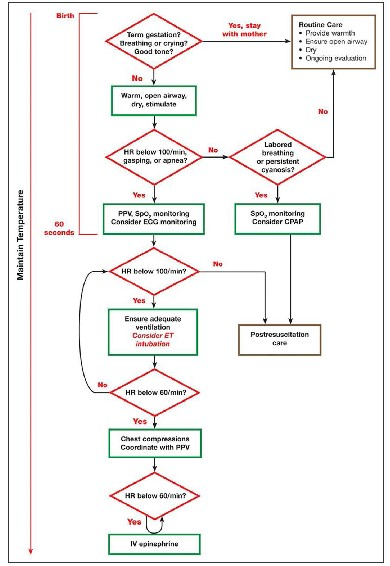 Birth
Term gestation?
Breathing or crying?
Good tone?
Yes, stay
with mother
Routine Care
• Provide warmth
• Ensure open airway
• Dry
• Ongoing evaluation
No
Warm, open airway,
dry, stimulate
No
HR below 100/min,
gasping, or apnea?
No
Labored
breathing
or persistent
cyanosis?
Yes
Yes
Maintain Temperature
60
seconds
PPV, SpO₂ monitoring
Consider ECG monitoring
SpO₂ monitoring
Consider CPAP
HR below 100/min?
No
Yes
Ensure adequate
ventilation
Consider ET
intubation
Postresuscitation
care
No
HR below 60/min?
Yes
Chest compressions
Coordinate with PPV
HR below 60/min?
Yes
IV epinephrine